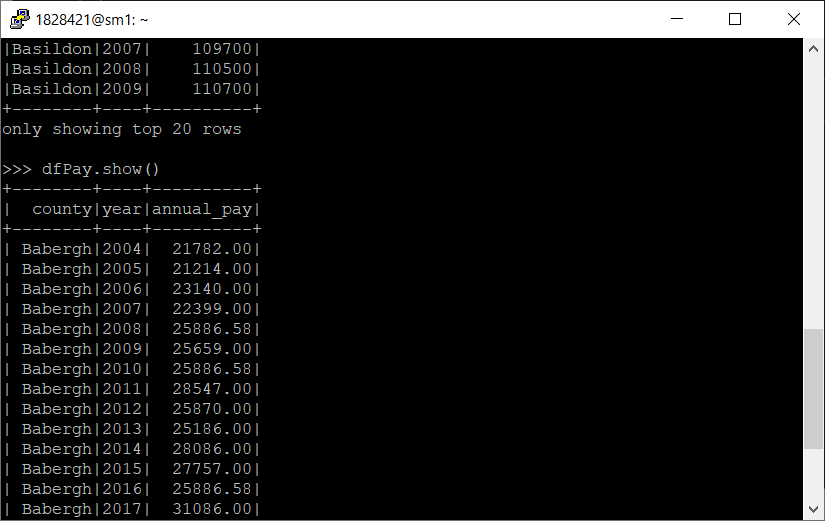 1828421@sm1: ~
|Basildon|2007|    109700|
|Basildon|2008|    110500|
|Basildon|2009|    110700|
+--------+----+----------+
only showing top 20 rows

>>> dfPay.show()
+--------+----+----------+
|  county|year|annual_pay|
+--------+----+----------+
| Babergh|2004|  21782.00|
| Babergh|2005|  21214.00|
| Babergh|2006|  23140.00|
| Babergh|2007|  22399.00|
| Babergh|2008|  25886.58|
| Babergh|2009|  25659.00|
| Babergh|2010|  25886.58|
| Babergh|2011|  28547.00|
| Babergh|2012|  25870.00|
| Babergh|2013|  25186.00|
| Babergh|2014|  28086.00|
| Babergh|2015|  27757.00|
| Babergh|2016|  25886.58|
| Babergh|2017|  31086.00|